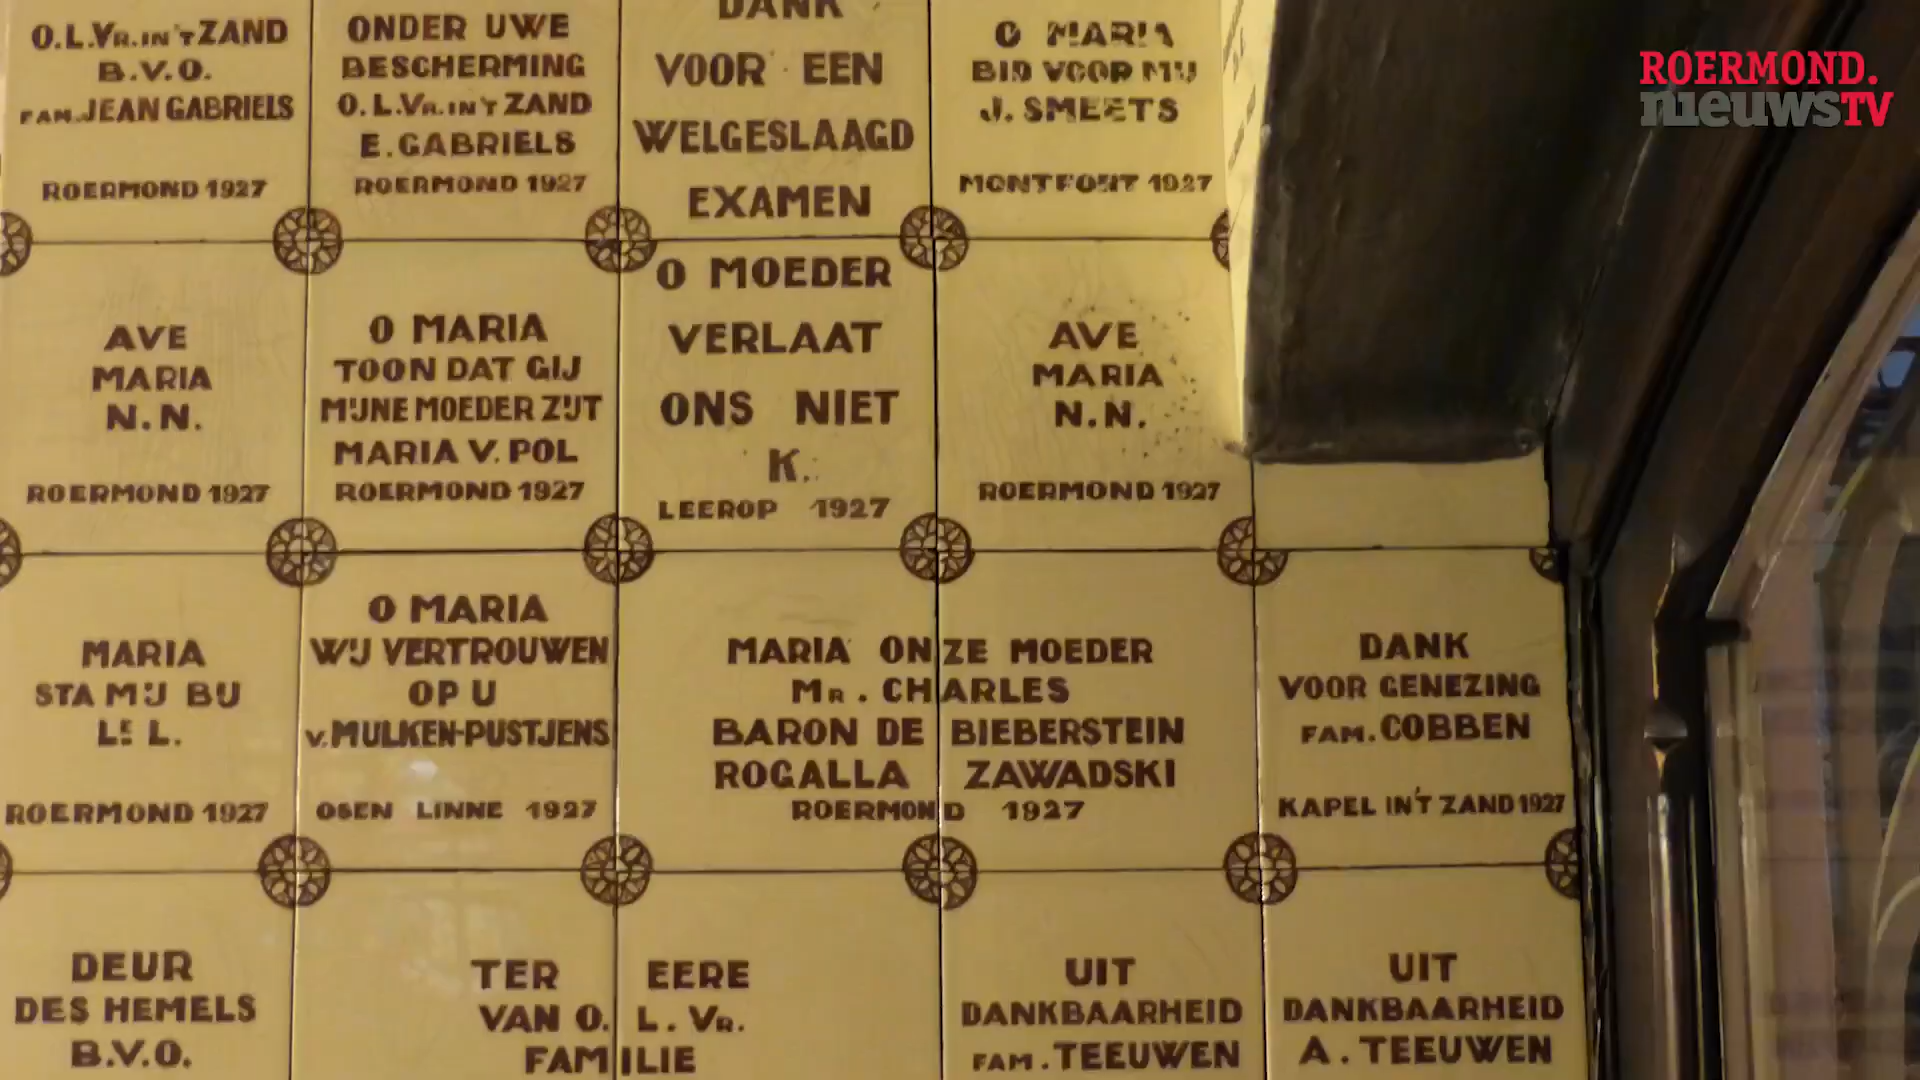 O.L.VR.IN'T ZAND
B.V.O.
FAM. JEAN GABRIELS
ROERMOND 1927
ONDER UWE
BESCHERMING
O.L.VR.IN'T ZAND
E. GABRIELS
ROERMOND 1927
DANK
VOOR EEN
WELGESLAAGD
EXAMEN
O MARIA
BID VOOR MIJ
J. SMEETS
MONTFORT 1927
ROERMOND.
nieuwsTV
AVE
MARIA
N.N.
ROERMOND 1927
O MARIA
TOON DAT GIJ
MIJNE MOEDER ZIJT
MARIA V. POL
ROERMOND 1927
O MOEDER
VERLAAT
ONS NIET
K.
LEEROP 1927
AVE
MARIA
N.N.
ROERMOND 1927
MARIA
STA MIJ BIJ
LE L.
ROERMOND 1927
O MARIA
WIJ VERTROUWEN
OP U
V. MULKEN-PUSTJENS
OSEN LINNE 1927
MARIA ONZE MOEDER
MR. CHARLES
BARON DE BIEBERSTEIN
ROGALLA ZAWADSKI
ROERMOND 1927
DANK
VOOR GENEZING
FAM. COBBEN
KAPEL IN'T ZAND 1927
DEUR
DES HEMELS
B.V.O.
TER EERE
VAN O. L. VR.
FAMILIE
UIT
DANKBAARHEID
FAM. TEEUWEN
UIT
DANKBAARHEID
A. TEEUWEN